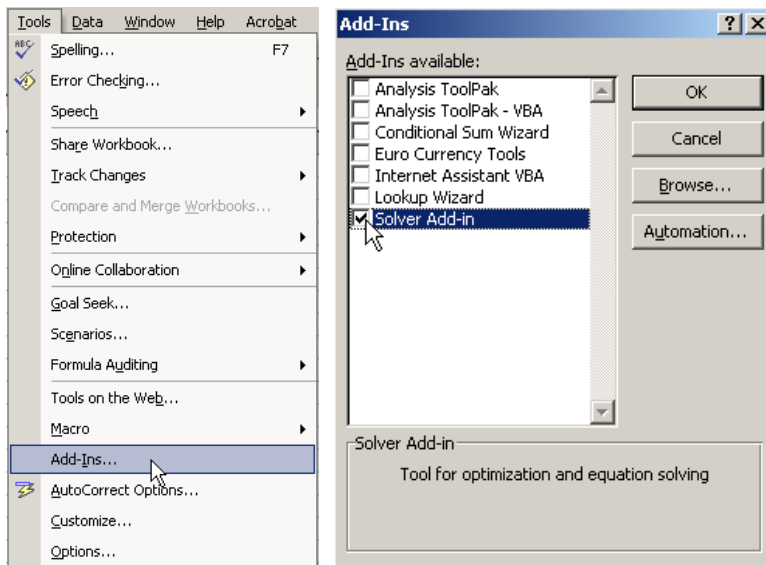 Tools Data Window Help Acrobat
ABC
Spelling... F7
Error Checking...
Speech
Share Workbook...
Track Changes
Compare and Merge Workbooks...
Protection
Online Collaboration
Goal Seek...
Scenarios...
Formula Auditing
Tools on the Web...
Macro
Add-Ins...
AutoCorrect Options...
Customize...
Options...
Add-Ins
Add-Ins available:
Analysis ToolPak
Analysis ToolPak - VBA
Conditional Sum Wizard
Euro Currency Tools
Internet Assistant VBA
Lookup Wizard
Solver Add-in
OK
Cancel
Browse...
Automation...
Solver Add-in
Tool for optimization and equation solving